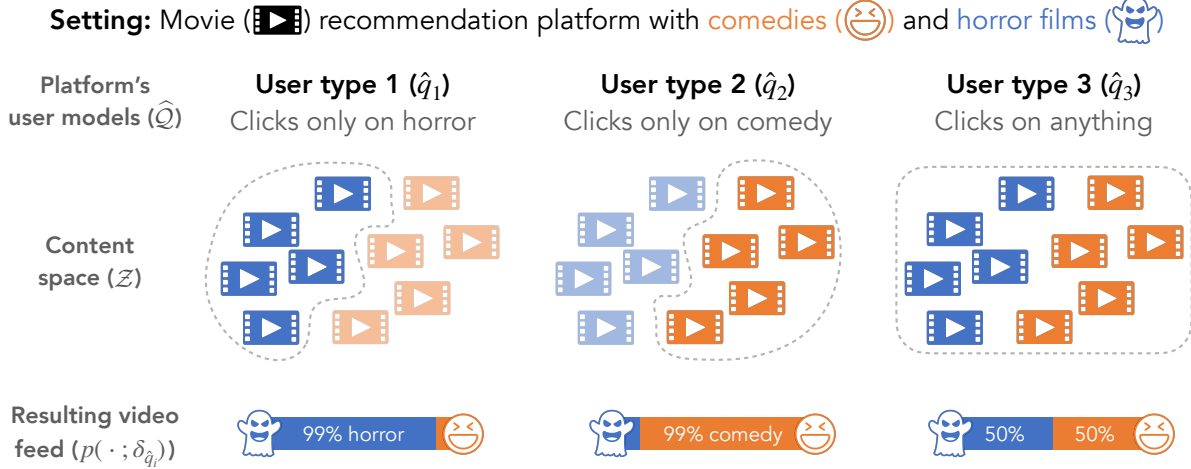 Setting: Movie ( ) recommendation platform with comedies ( ) and horror films ( )
Platform's
user models (𝒬̂)
User type 1 (q̂₁)
Clicks only on horror
User type 2 (q̂₂)
Clicks only on comedy
User type 3 (q̂₃)
Clicks on anything
Content
space (𝒵)
Resulting video
feed (p( · ; δ_q̂ᵢ))
99% horror
99% comedy
50% 50%